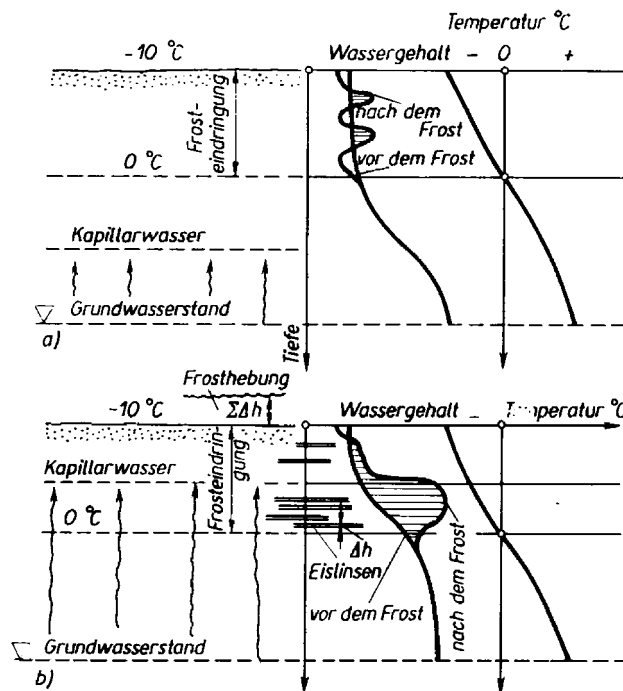 Temperatur °C
-10 °C
Wassergehalt
- 0 +
Frost-
eindringung
nach dem
Frost
vor dem Frost
0 °C
Kapillarwasser
Grundwasserstand
a)
Tiefe
Frosthebung
ΣΔh
-10 °C
Wassergehalt
-
Temperatur °C
Kapillarwasser
Frosteindrin-
gung
0 °C
Δh
Eislinsen
vor dem Frost
nach dem Frost
Grundwasserstand
b)